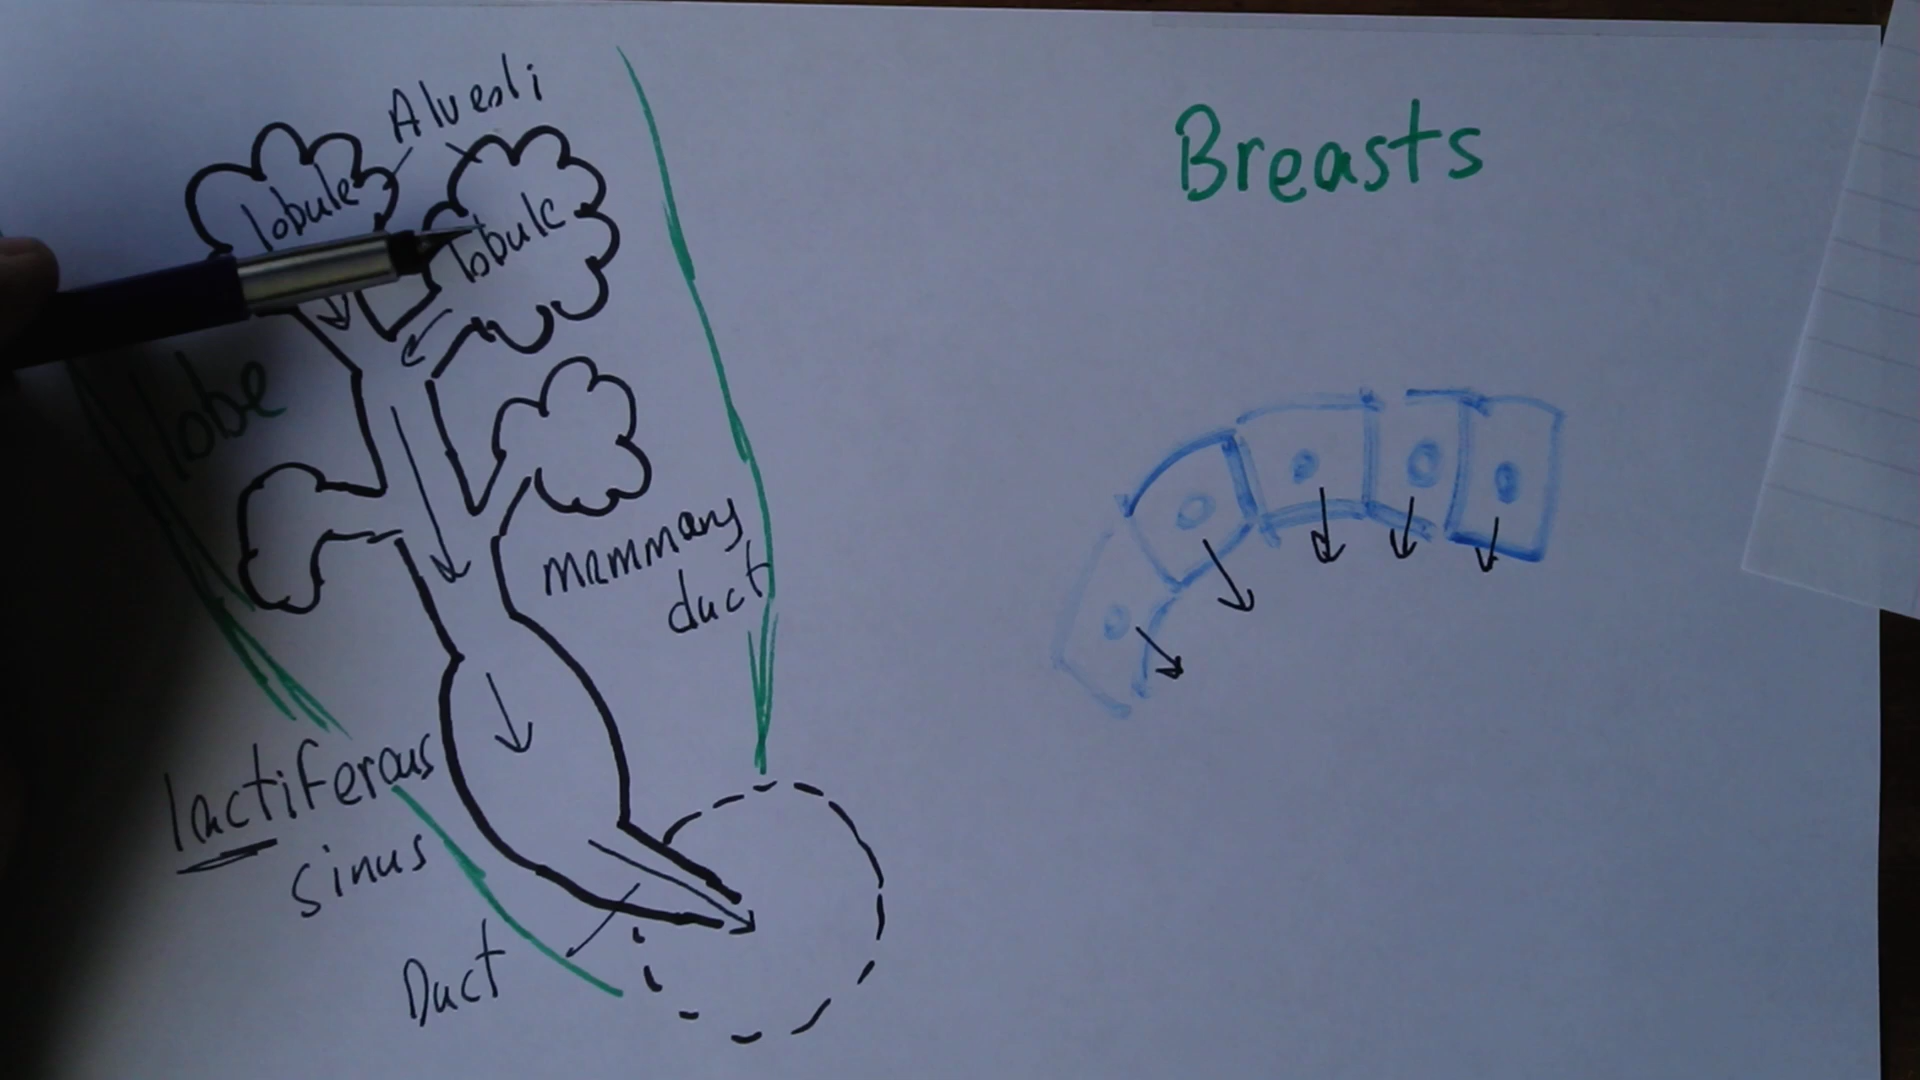 Alveoli
lobule
lobule
lobe
mammary
duct
lactiferous
sinus
Duct
Breasts